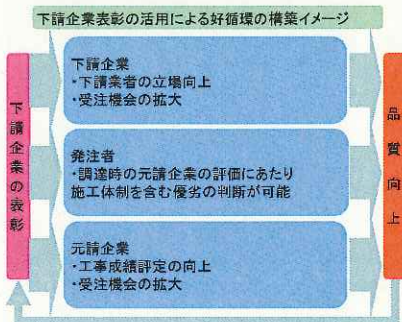 下請企業表彰の活用による好循環の構築イメージ
下請企業の表彰
下請企業
・下請業者の立場向上
・受注機会の拡大
発注者
・調達時の元請企業の評価にあたり
施工体制を含む優劣の判断が可能
元請企業
・工事成績評定の向上
・受注機会の拡大
品質向上